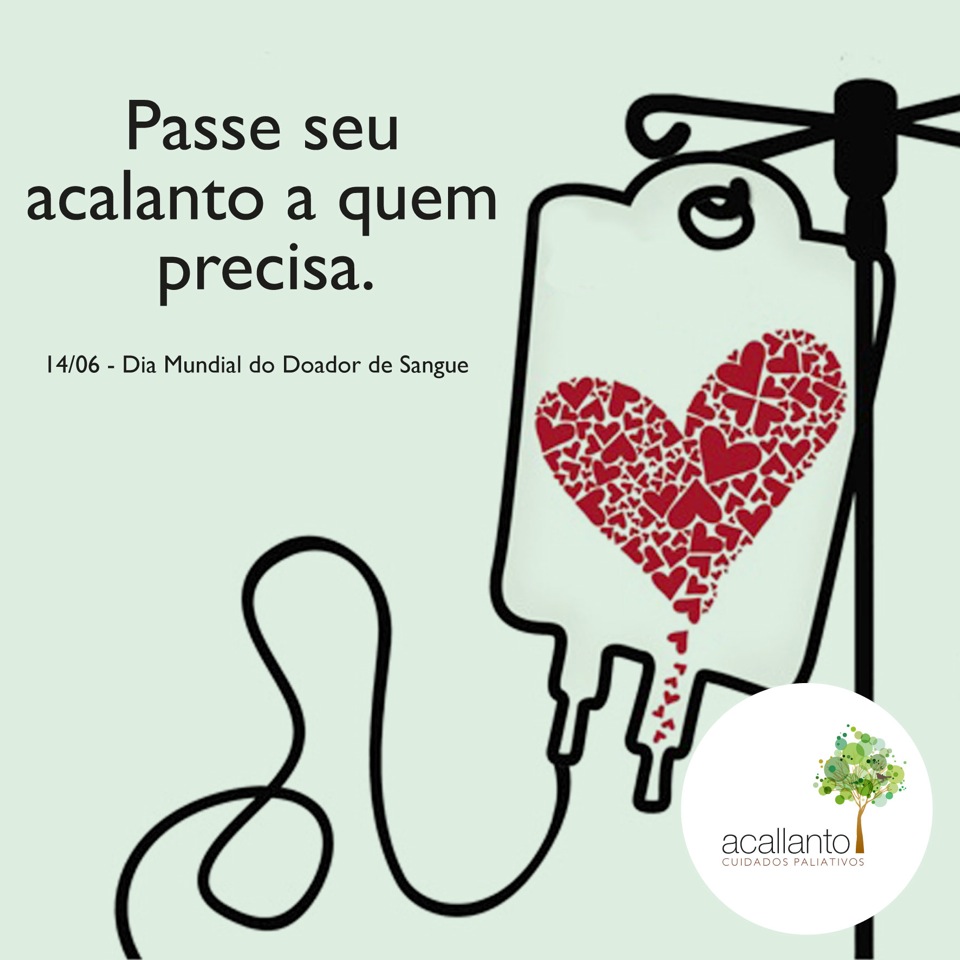 Passe seu
acalanto a quem
precisa.
14/06 - Dia Mundial do Doador de Sangue
acallanto
CUIDADOS PALIATIVOS